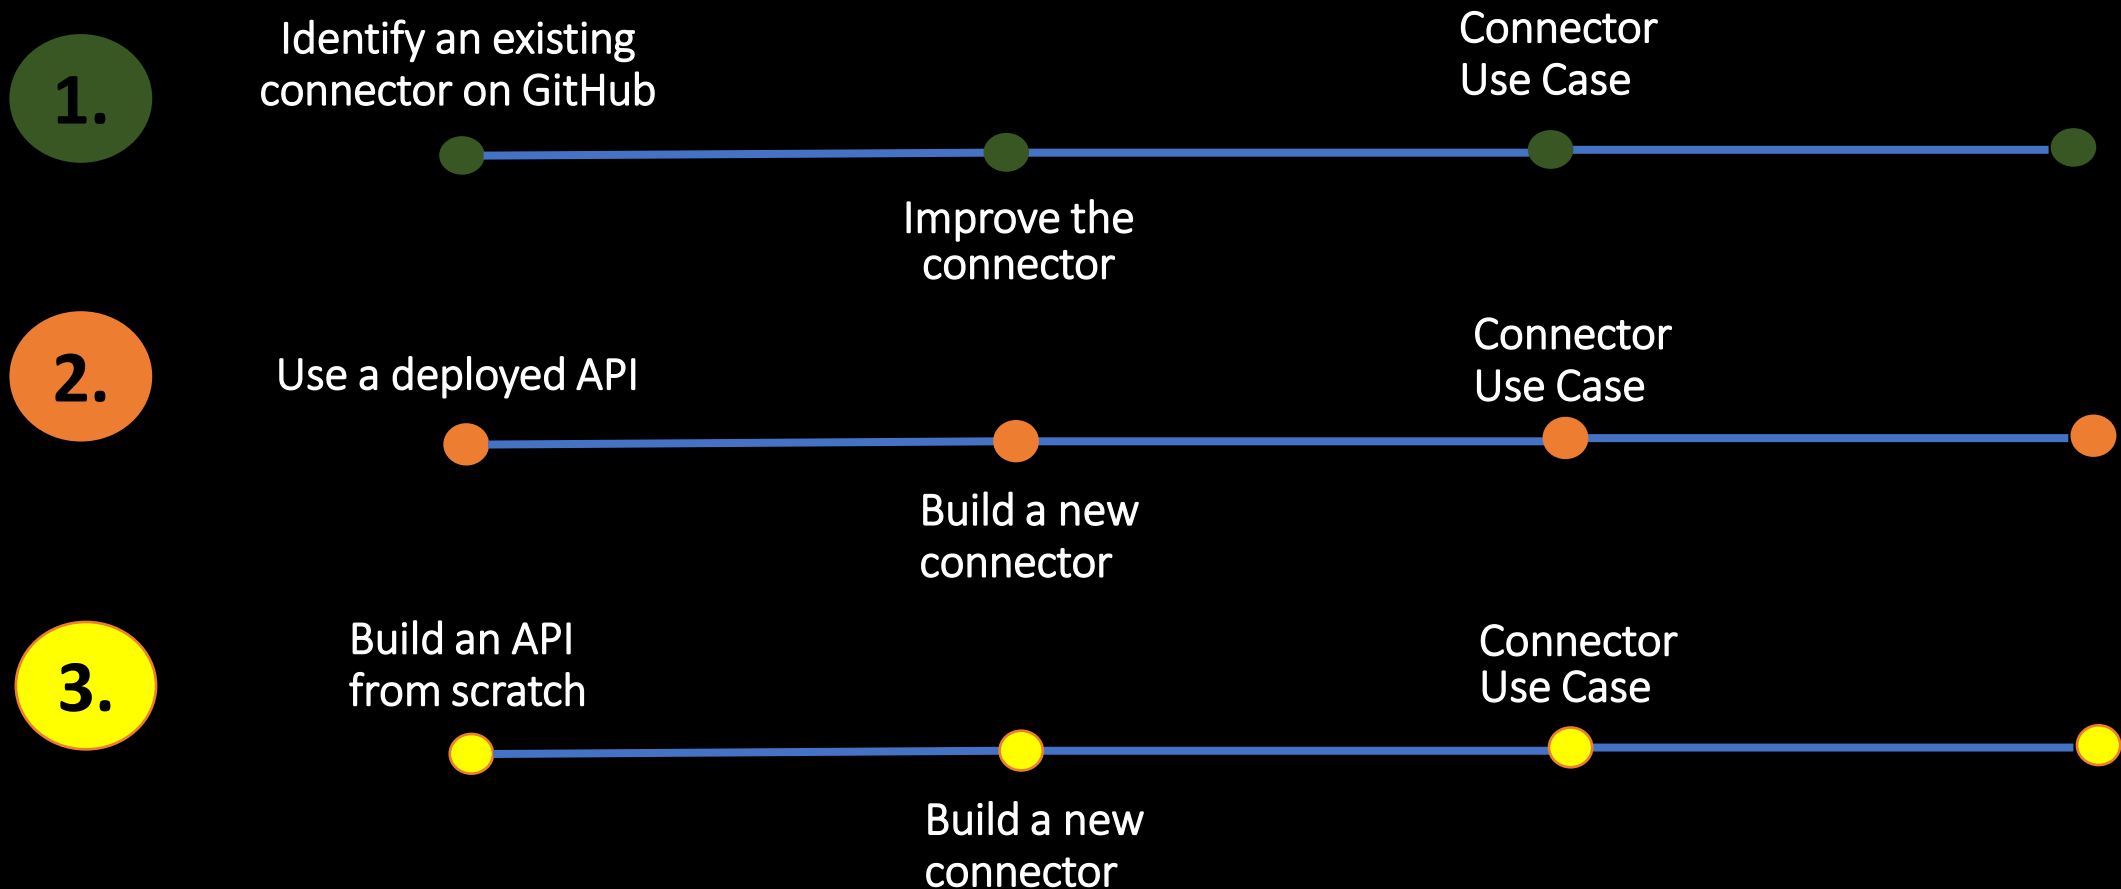 1.
Identify an existing
connector on GitHub
Connector
Use Case
Improve the
connector
2.
Use a deployed API
Connector
Use Case
Build a new
connector
3.
Build an API
from scratch
Connector
Use Case
Build a new
connector